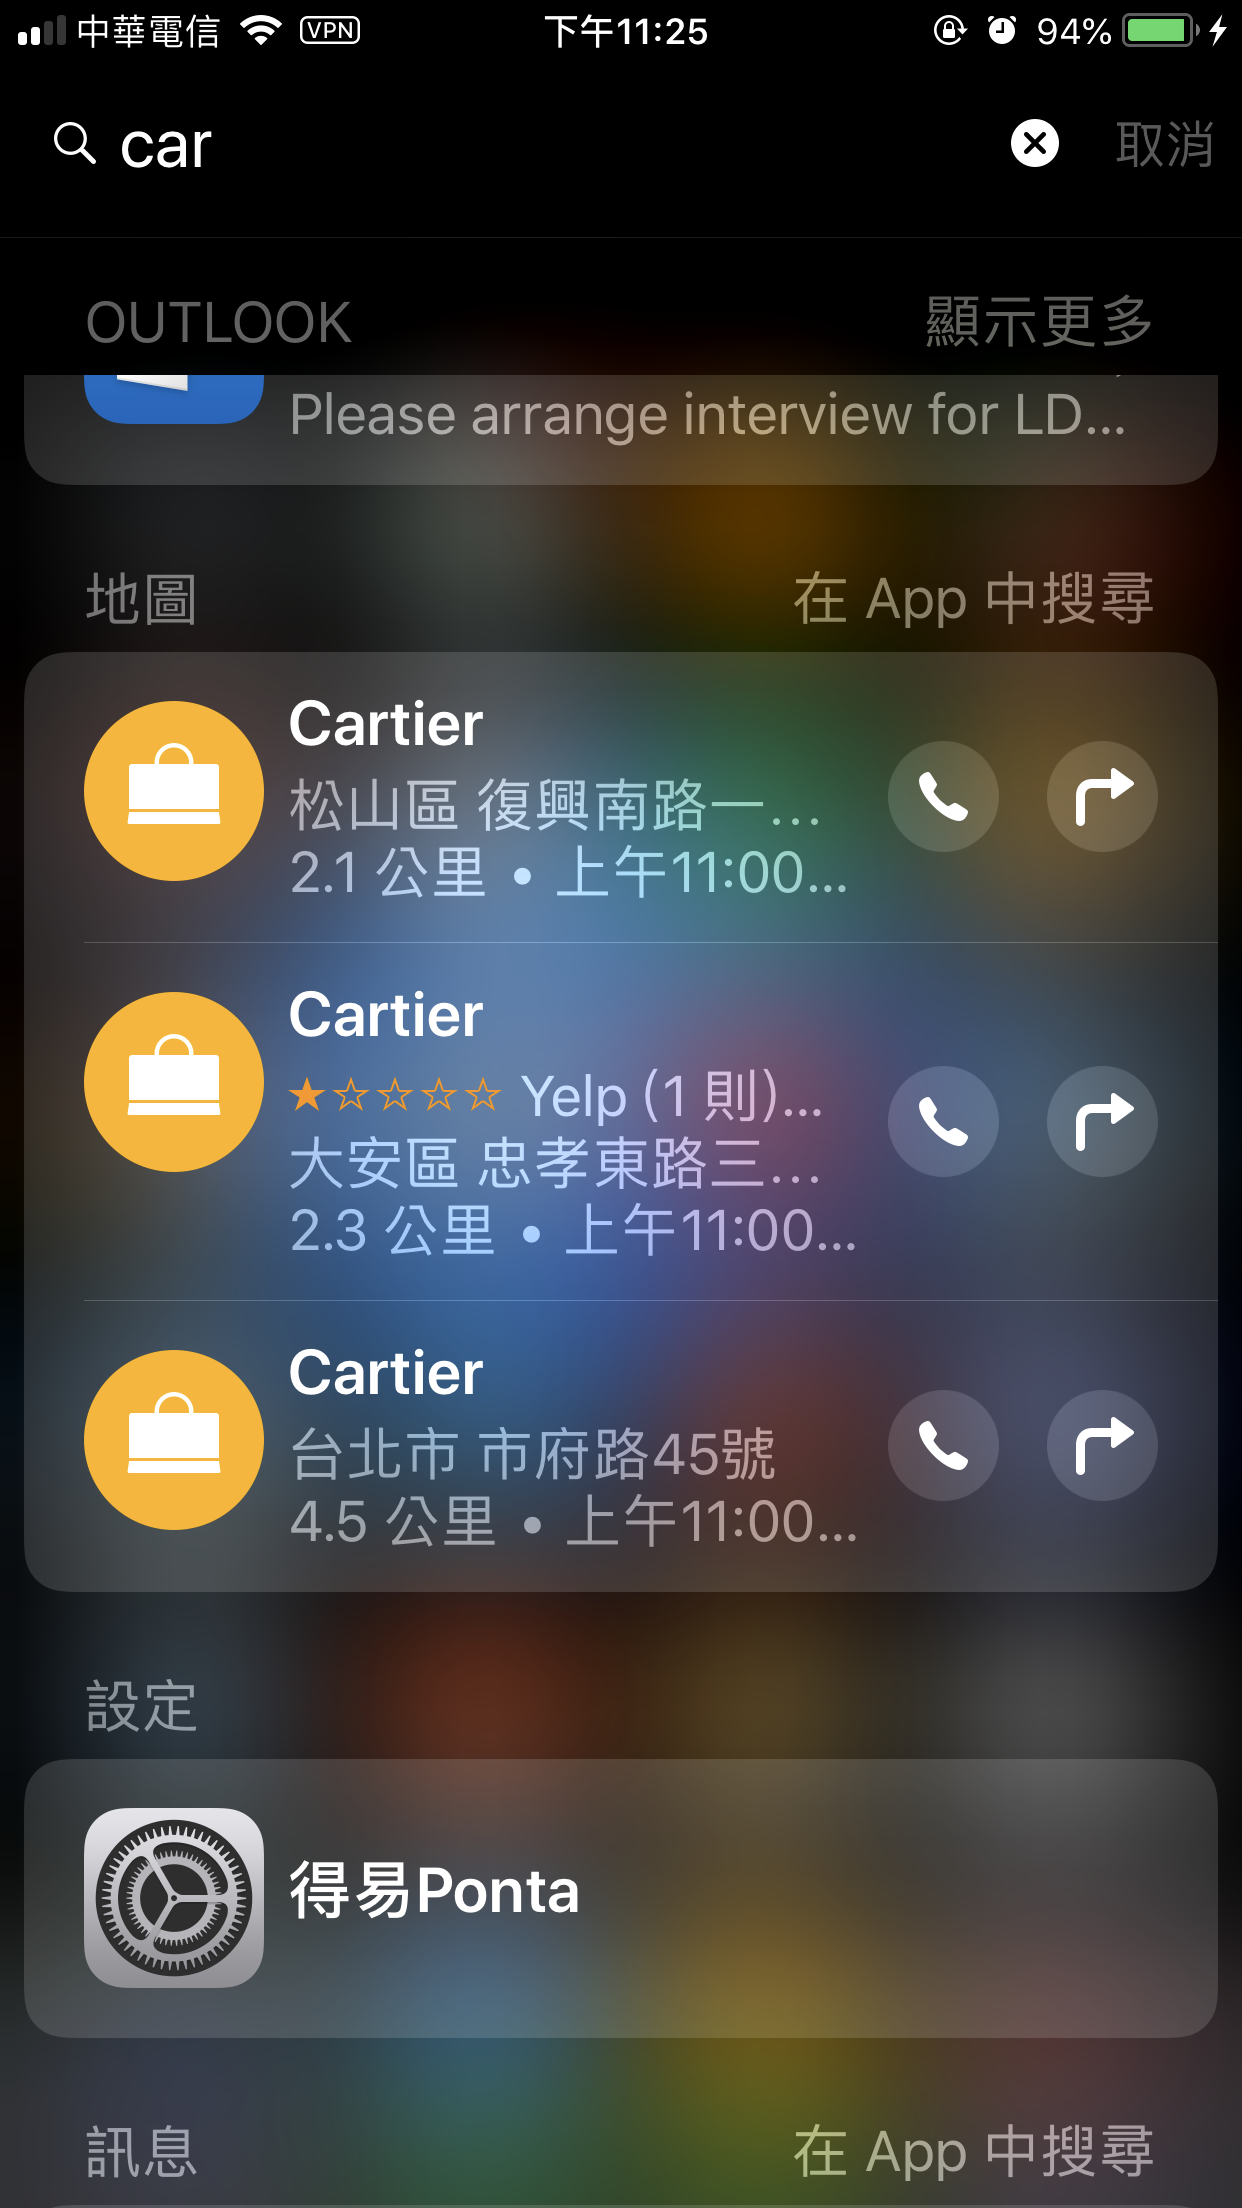 中華電信 VPN 下午11:25 94%
car 取消
OUTLOOK 顯示更多
Please arrange interview for LD...
地圖 在 App 中搜尋
Cartier
松山區 復興南路一...
2.1 公里 • 上午11:00...
Cartier
★☆☆☆☆ Yelp (1 則)...
大安區 忠孝東路三...
2.3 公里 • 上午11:00...
Cartier
台北市 市府路45號
4.5 公里 • 上午11:00...
設定
得易Ponta
訊息 在 App 中搜尋